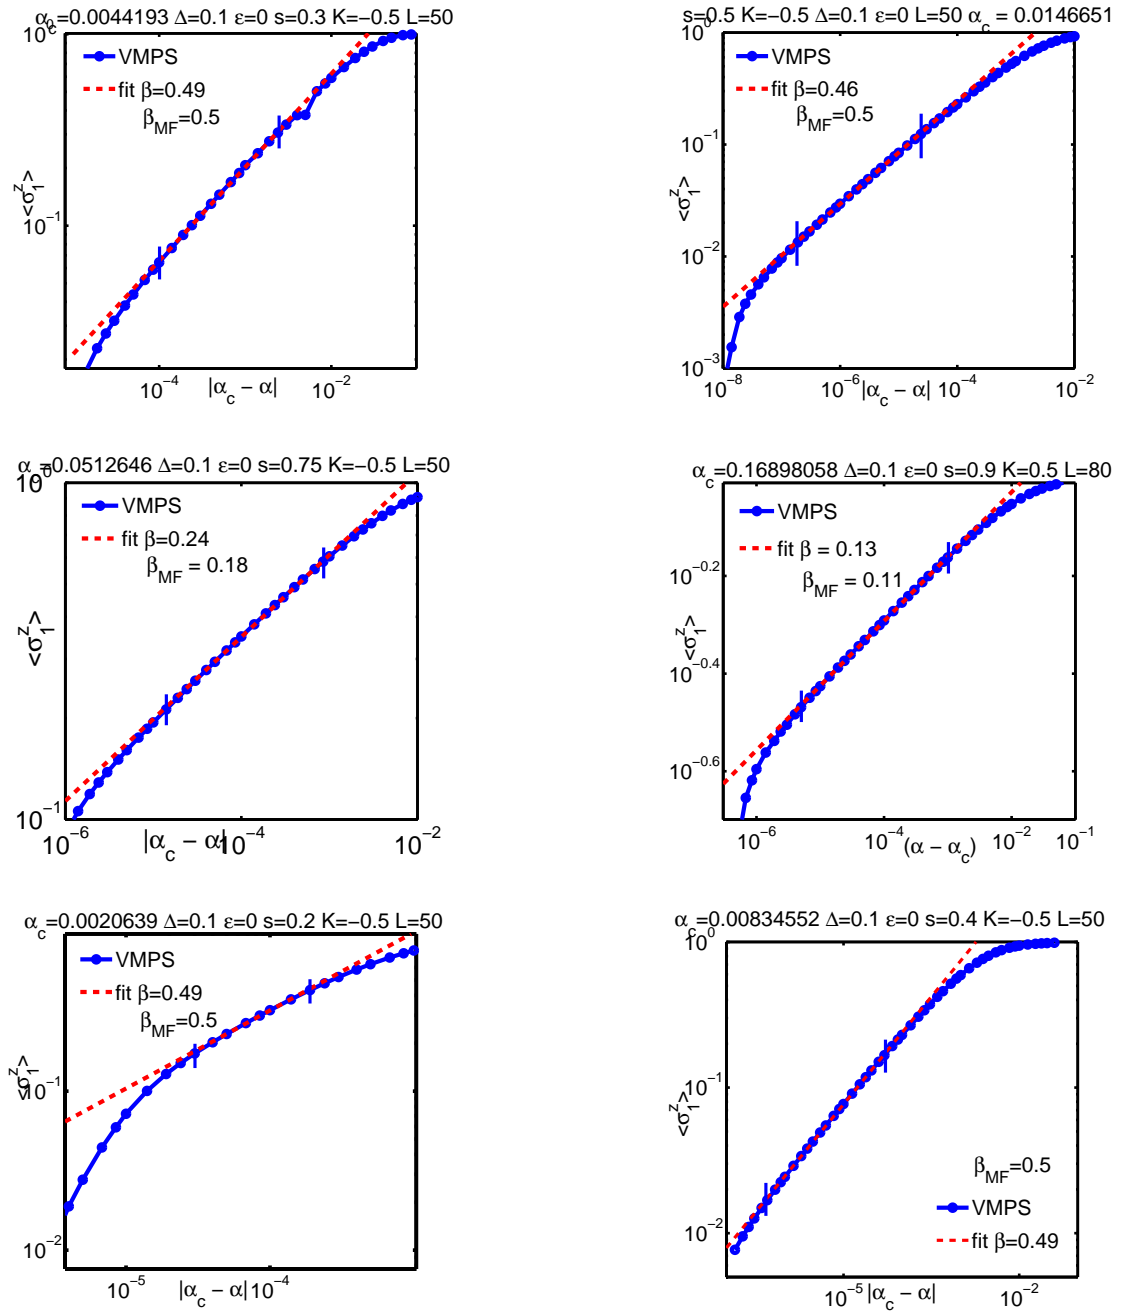 α_c=0.0044193 Δ=0.1 ε=0 s=0.3 K=−0.5 L=50
10^0
VMPS
fit β=0.49
β_MF=0.5
<σ_1^z>
10^−1
10^−4
10^−2
|α_c − α|
s=0.5 K=−0.5 Δ=0.1 ε=0 L=50 α_c = 0.0146651
10^0
VMPS
fit β=0.46
β_MF=0.5
10^−1
<σ_1^z>
10^−2
10^−3
10^−8
10^−6
10^−4
10^−2
|α_c − α|
α_c=0.0512646 Δ=0.1 ε=0 s=0.75 K=−0.5 L=50
10^0
VMPS
fit β=0.24
β_MF = 0.18
<σ_1^z>
10^−1
10^−6
10^−4
10^−2
|α_c − α|
α_c=0.16898058 Δ=0.1 ε=0 s=0.9 K=0.5 L=80
VMPS
fit β = 0.13
β_MF = 0.11
10^−0.2
<σ_1^z>
10^−0.4
10^−0.6
10^−6
10^−4
10^−2
10^−1
(α − α_c)
α_c=0.0020639 Δ=0.1 ε=0 s=0.2 K=−0.5 L=50
VMPS
fit β=0.49
β_MF=0.5
<σ_1^z>
10^−1
10^−2
10^−5
|α_c − α|
10^−4
α_c=0.00834552 Δ=0.1 ε=0 s=0.4 K=−0.5 L=50
10^0
10^−1
<σ_1^z>
β_MF=0.5
VMPS
fit β=0.49
10^−2
10^−5
|α_c − α|
10^−2